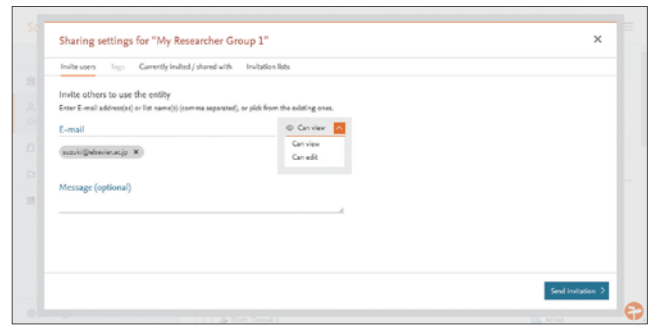 Sharing settings for "My Researcher Group 1"
Invite users Tags Currently invited / shared with Invitation lists
Invite others to use the entity
Enter E-mail address(es) or list name(s) (comma separated), or pick from the existing ones.
E-mail
Can view
suzuki@elsevier.ac.jp
Can view
Can edit
Message (optional)
Send invitation